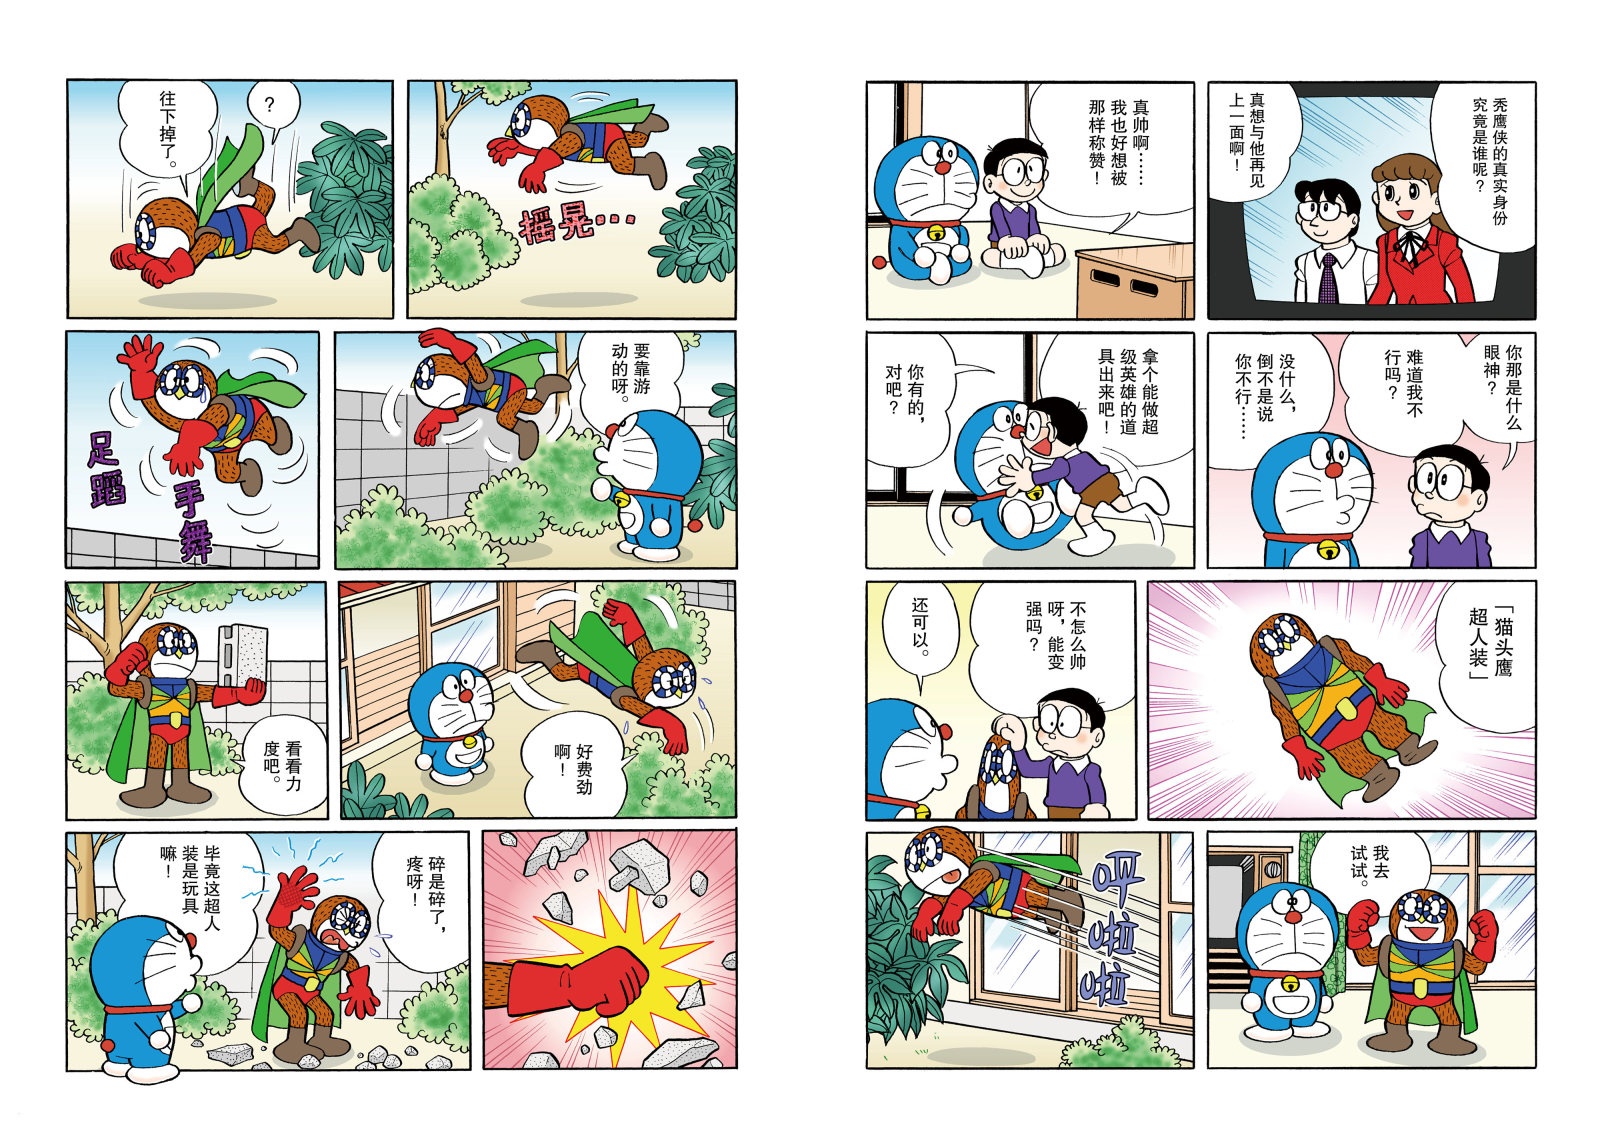 秃鹰侠的真实身份
究竟是谁呢？
真想与他再见
上一面啊！
真帅啊……
我也好想被
那样称赞！
你那是什么
眼神？
难道我不
行吗？
没什么，
倒不是说
你不行……
拿个能做超
级英雄的道
具出来吧！
你有的，
对吧？
「猫头鹰
超人装」
不怎么帅
呀，能变
强吗？
还可以。
我去
试试。
呯啦啦
摇晃…
？
往下掉了。
要靠游
动的呀。
手舞
足蹈
好费劲
啊！
看看力
度吧。
碎是碎了，
疼呀！
毕竟这超人
装是玩具
嘛！